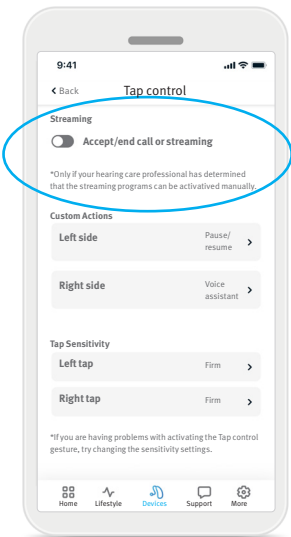 9:41
Back Tap control
Streaming
Accept/end call or streaming
*Only if your hearing care professional has determined
that the streaming programs can be activatived manually.
Custom Actions
Left side Pause/
resume
Right side Voice
assistant
Tap Sensitivity
Left tap Firm
Right tap Firm
*If you are having problems with activating the Tap control
gesture, try changing the sensitivity settings.
Home Lifestyle Devices Support More